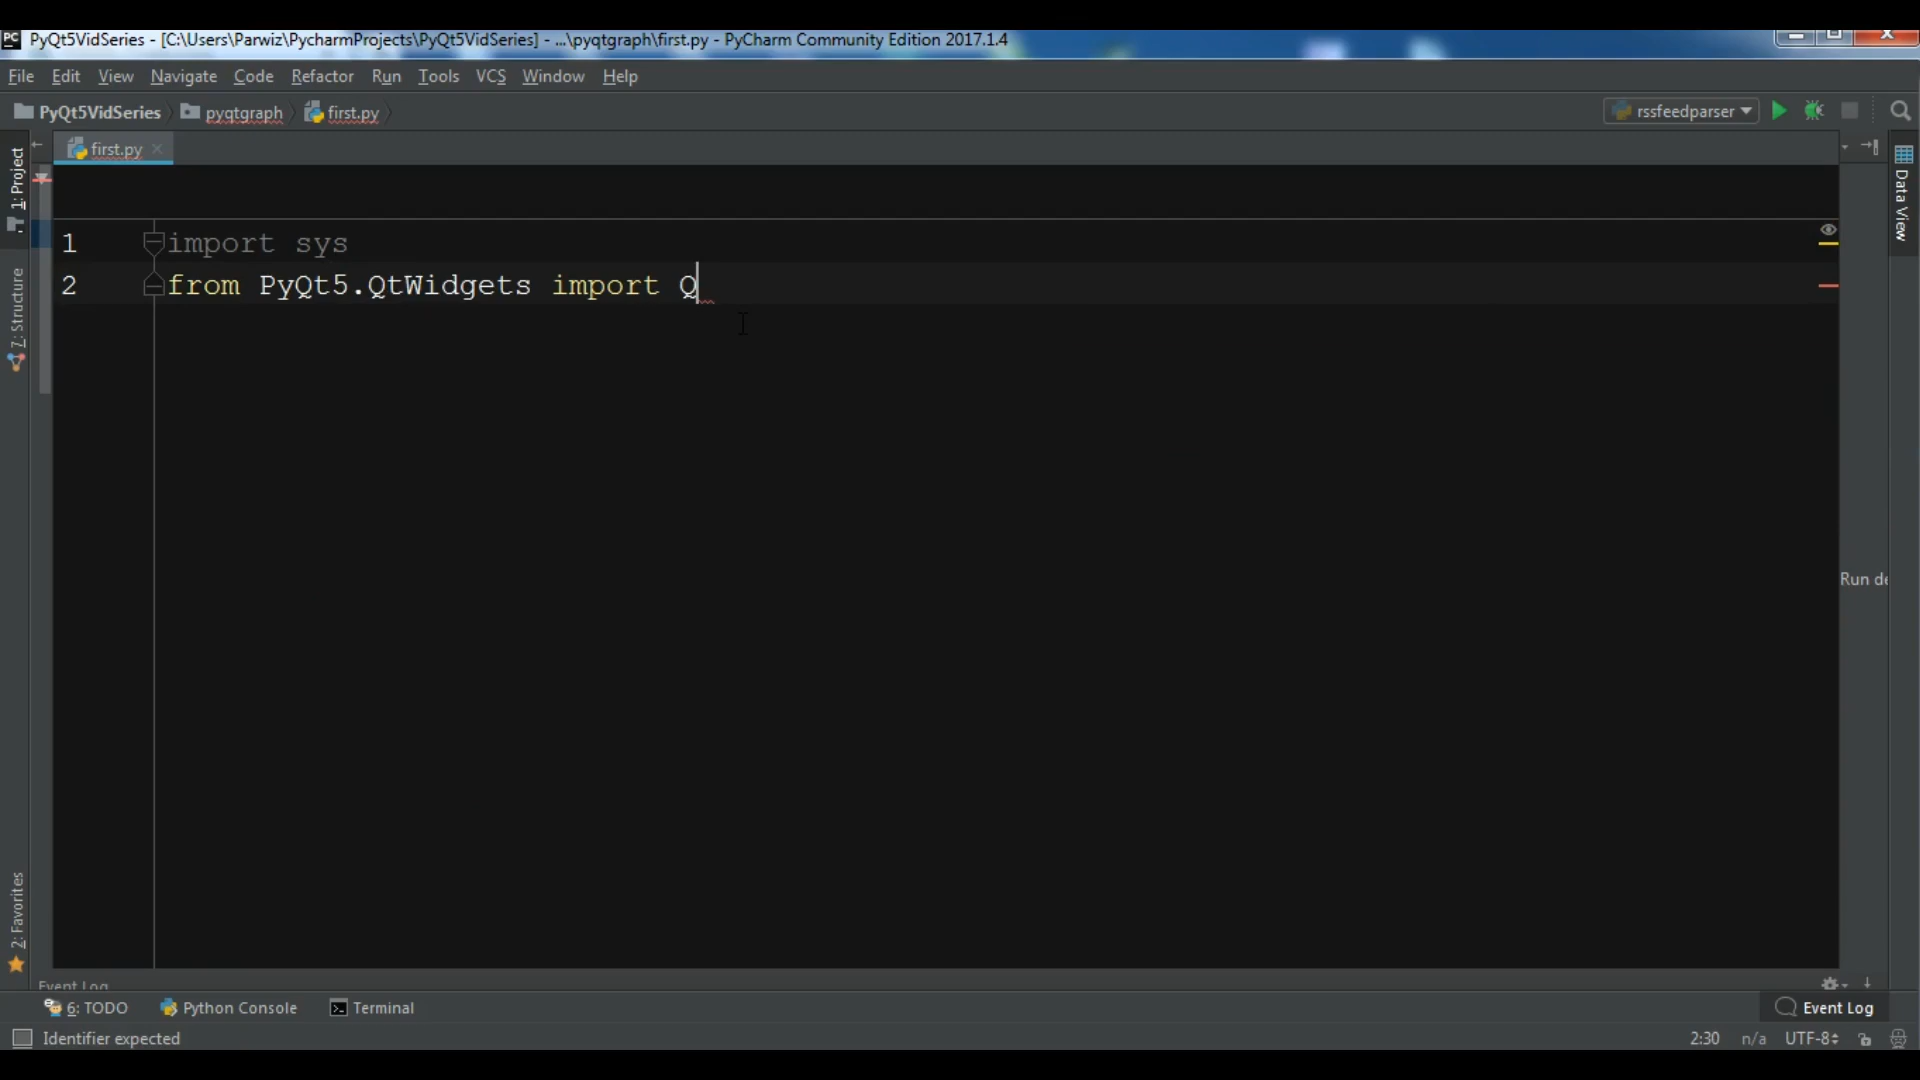 PC PyQt5VidSeries - [C:\Users\Parwiz\PycharmProjects\PyQt5VidSeries] - ...\pyqtgraph\first.py - PyCharm Community Edition 2017.1.4
File Edit View Navigate Code Refactor Run Tools VCS Window Help
PyQt5VidSeries pyqtgraph first.py rssfeedparser
first.py
1: Project
Data View
1 import sys
2 from PyQt5.QtWidgets import Q
7: Structure
Run de
2: Favorites
Event Log
6: TODO Python Console Terminal Event Log
Identifier expected 2:30 n/a UTF-8